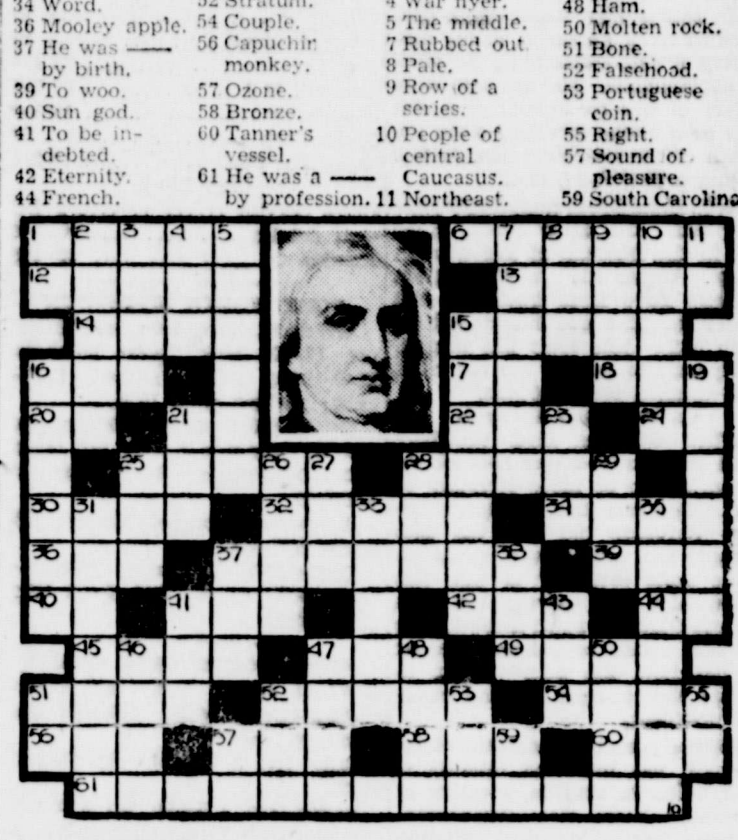 34 Word.
36 Mooley apple.
37 He was —
by birth.
39 To woo.
40 Sun god.
41 To be in-
debted.
42 Eternity.
44 French.
52 Stratum.
54 Couple.
56 Capuchin
monkey.
57 Ozone.
58 Bronze.
60 Tanner's
vessel.
61 He was a —
by profession.
4 War flyer.
5 The middle.
7 Rubbed out.
8 Pale.
9 Row of a
series.
10 People of
central
Caucasus.
11 Northeast.
48 Ham.
50 Molten rock.
51 Bone.
52 Falsehood.
53 Portuguese
coin.
55 Right.
57 Sound of
pleasure.
59 South Carolina
1 2 3 4 5 6 7 8 9 10 11
12 13
14 15
16 17 18 19
20 21 22 23 24
25 26 27 28 29
30 31 32 33 34 35
36 37 38 39
40 41 42 43 44
45 46 47 48 49 50
51 52 53 54 55
56 57 58 59 60
61
19